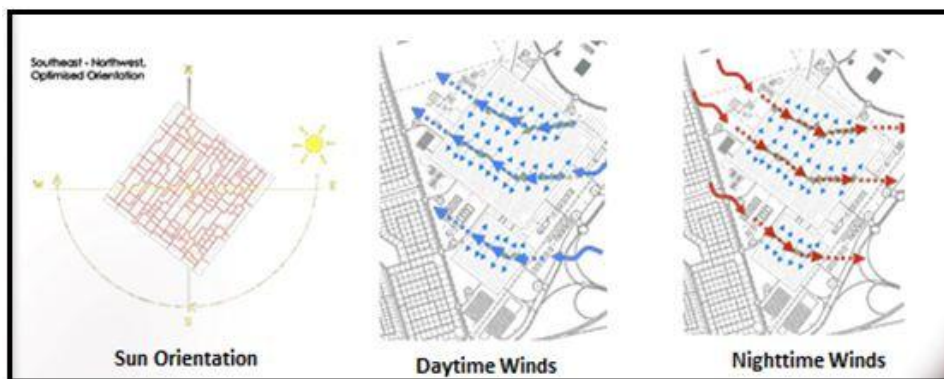 Southeast - Northwest,
Optimised Orientation
N
W
E
S
Sun Orientation
Daytime Winds
Nighttime Winds